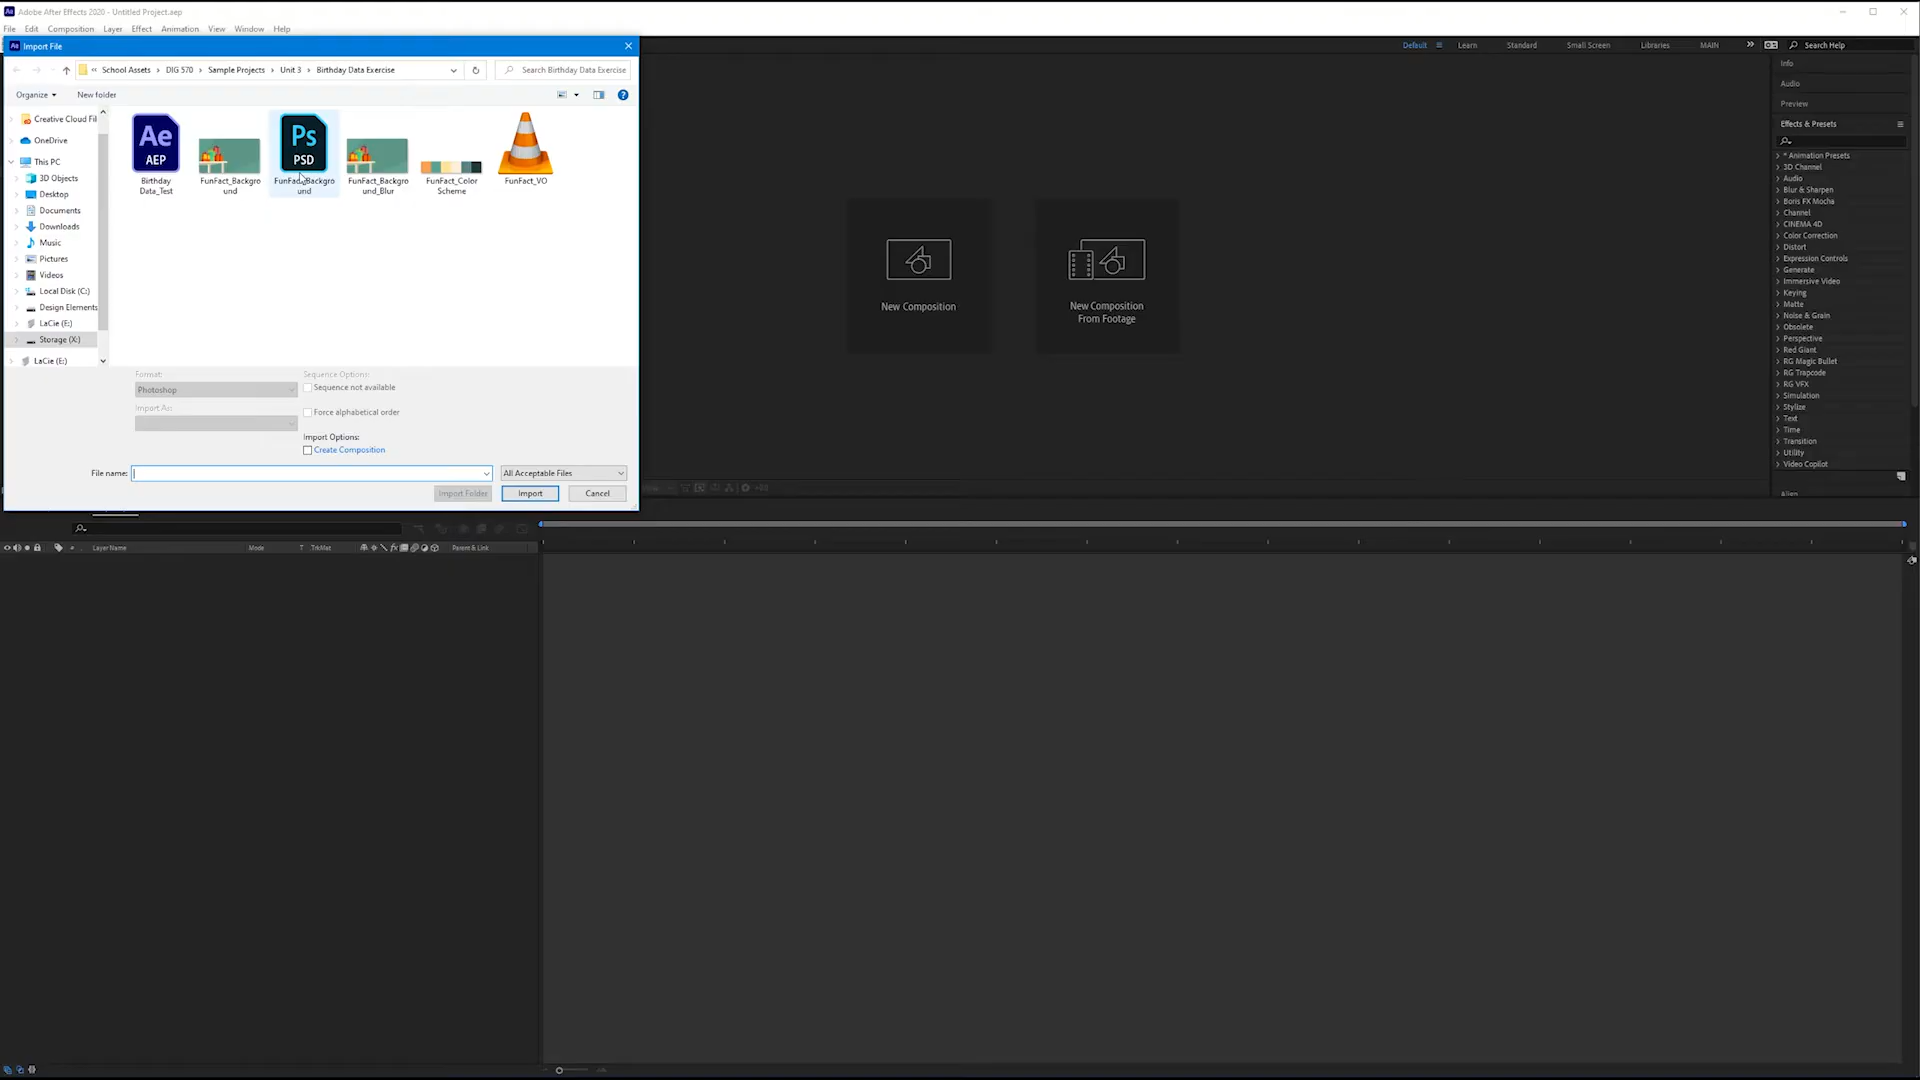 Adobe After Effects 2020 - Untitled Project.aep
File Edit Composition Layer Effect Animation View Window Help
Import File
Default Learn Standard Small Screen Libraries MAIN Search Help
« School Assets › DIG 570 › Sample Projects › Unit 3 › Birthday Data Exercise
Search Birthday Data Exercise
Organize New folder
Creative Cloud Fil
OneDrive
This PC
3D Objects
Desktop
Documents
Downloads
Music
Pictures
Videos
Local Disk (C:)
Design Elements
LaCie (E:)
Storage (X:)
LaCie (E:)
Ae
AEP
Birthday
Data_Test
FunFact_Backgro
und
Ps
PSD
FunFact_Backgro
und
FunFact_Backgro
und_Blur
FunFact_Color
Scheme
FunFact_VO
Format:
Photoshop
Import As:
Sequence Options:
Sequence not available
Force alphabetical order
Import Options:
Create Composition
File name:
All Acceptable Files
Import Folder Import Cancel
New Composition
New Composition
From Footage
Info
Audio
Preview
Effects & Presets
* Animation Presets
3D Channel
Audio
Blur & Sharpen
Boris FX Mocha
Channel
CINEMA 4D
Color Correction
Distort
Expression Controls
Generate
Immersive Video
Keying
Matte
Noise & Grain
Obsolete
Perspective
Red Giant
RG Magic Bullet
RG Trapcode
RG VFX
Simulation
Stylize
Text
Time
Transition
Utility
Video Copilot
Align
# Layer Name Mode T .TrkMat Parent & Link